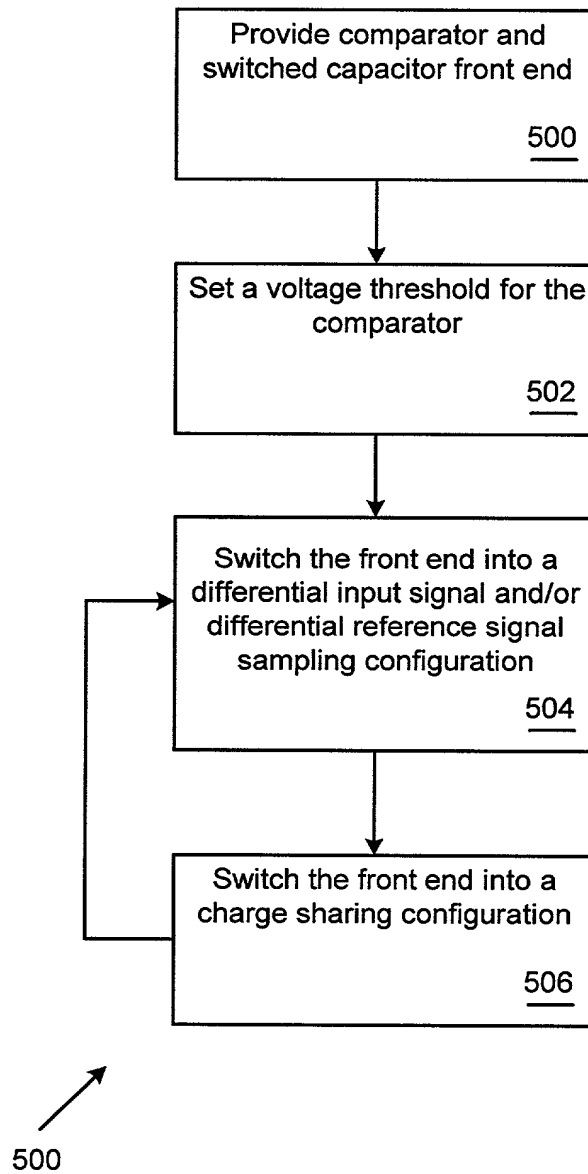 Provide comparator and
switched capacitor front end
500
Set a voltage threshold for the
comparator
502
Switch the front end into a
differential input signal and/or
differential reference signal
sampling configuration
504
Switch the front end into a
charge sharing configuration
506
500